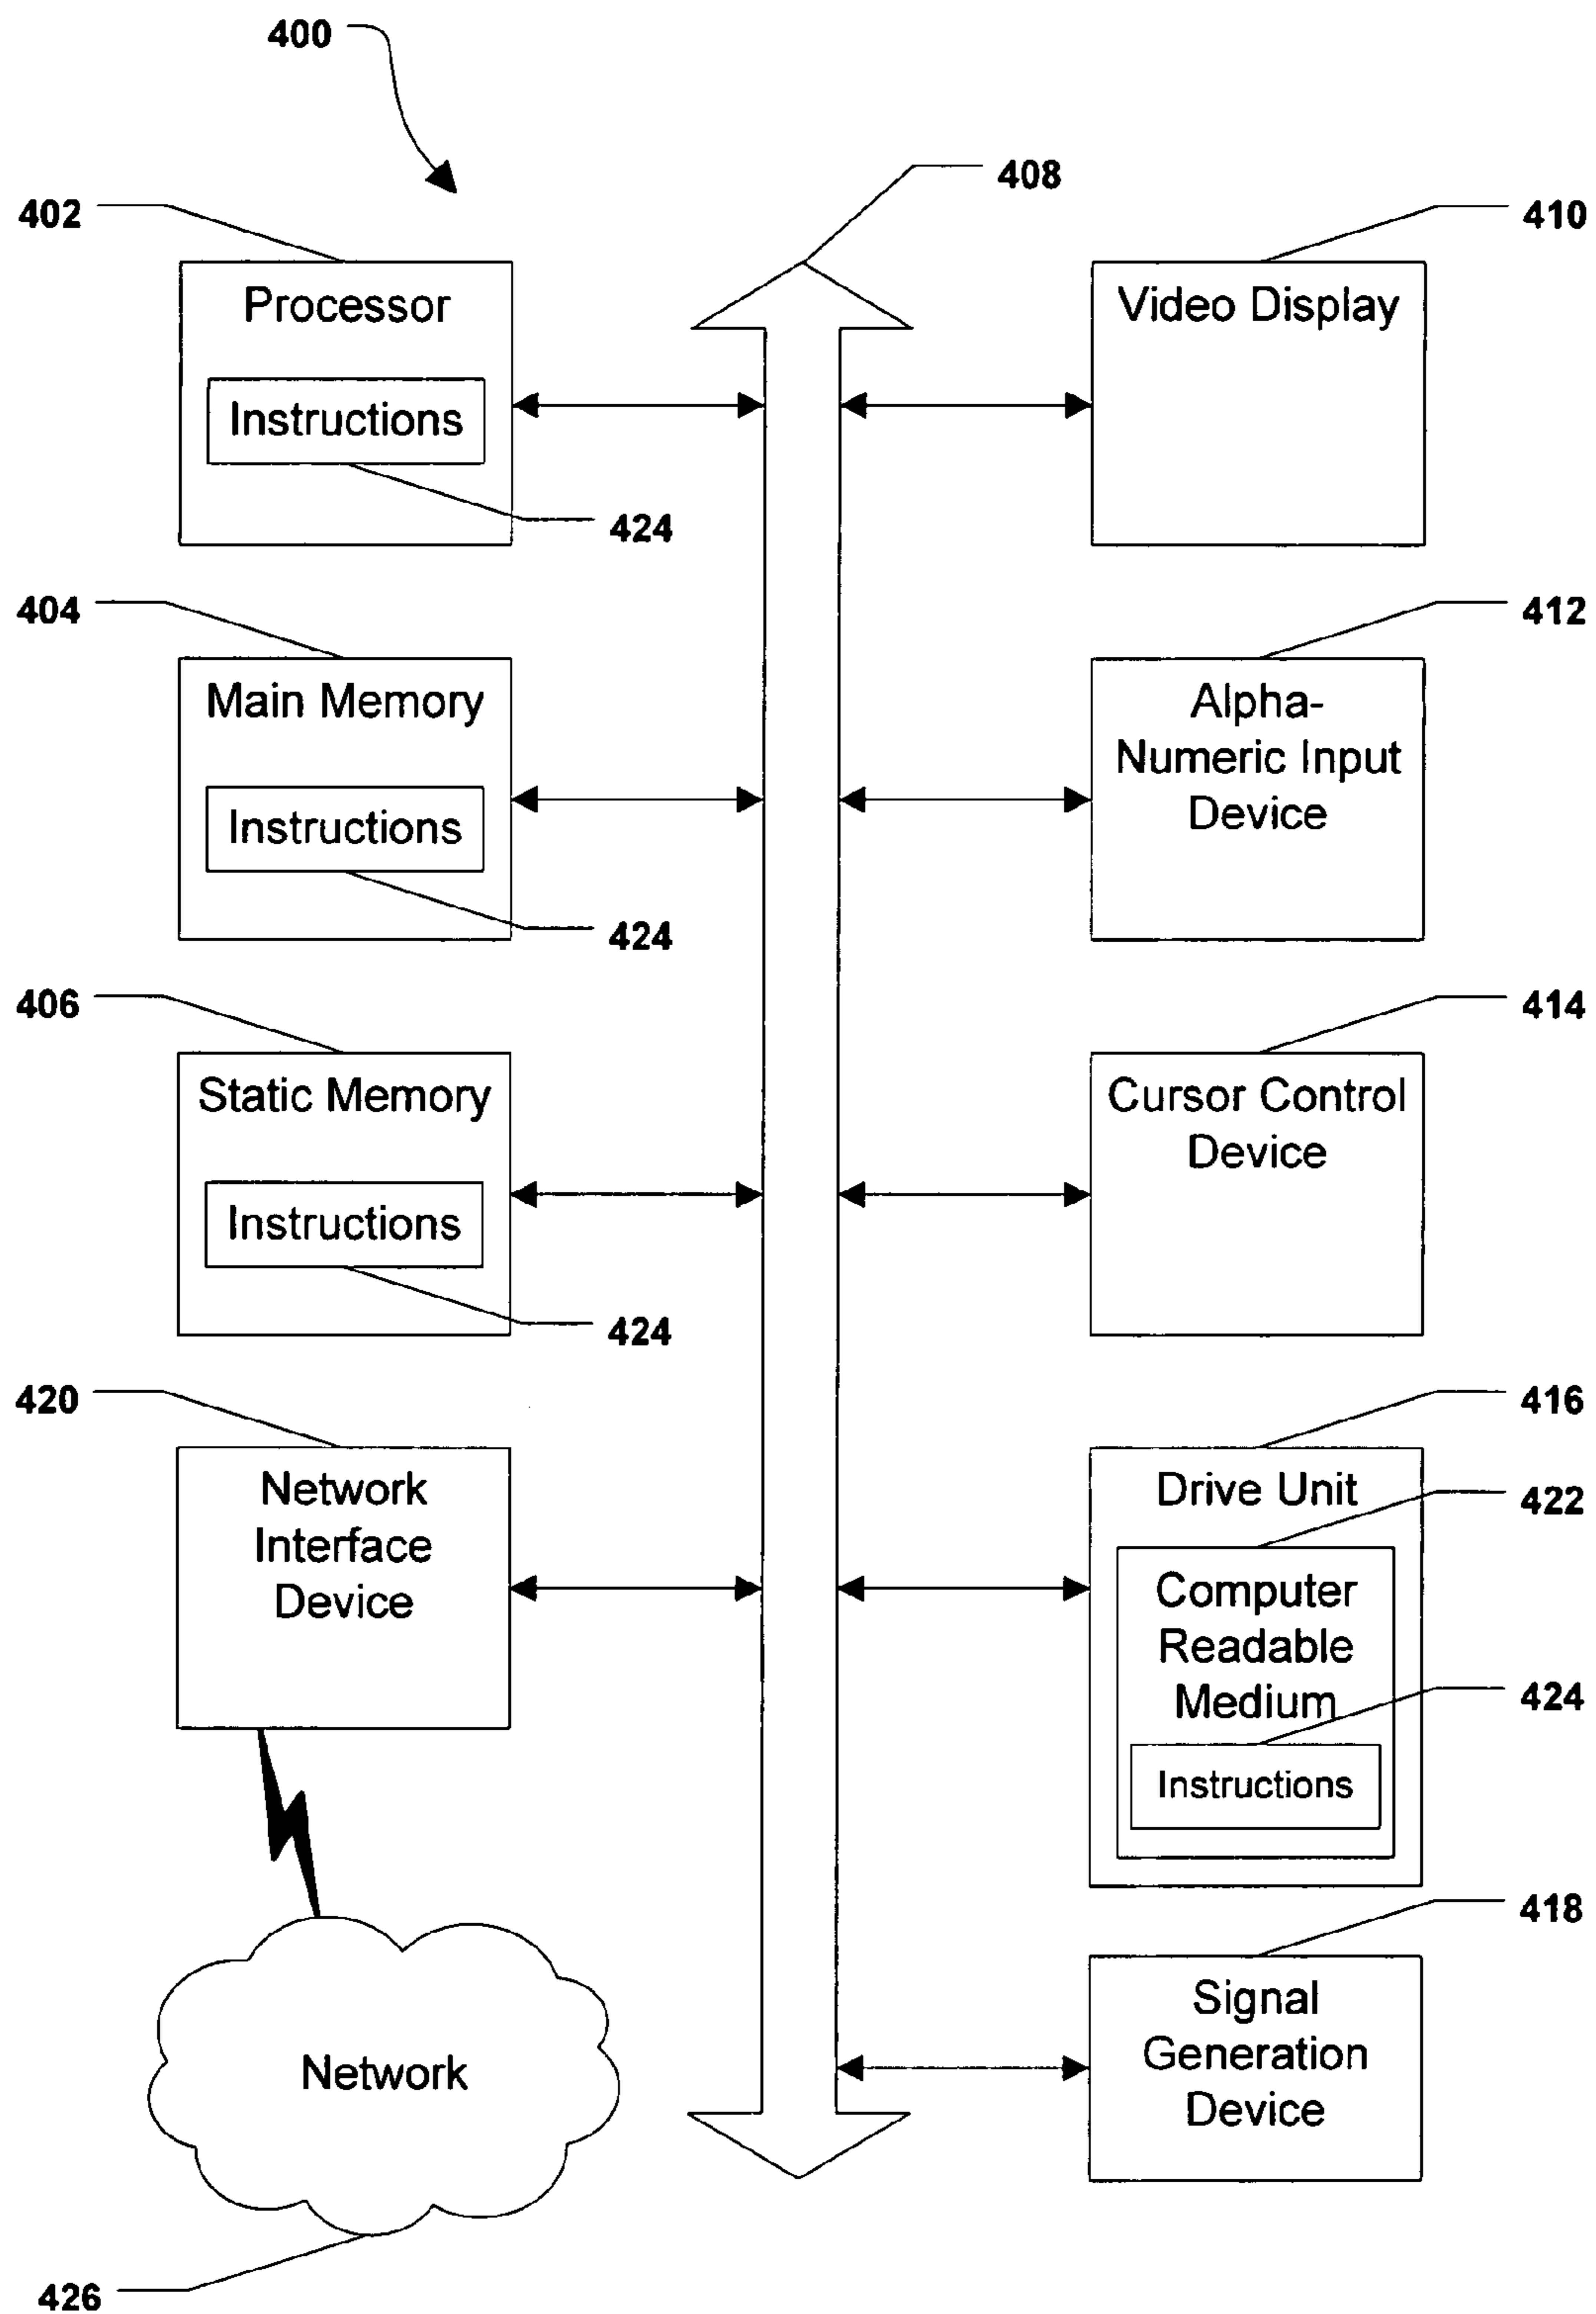 400
408
402
410
Processor
Video Display
Instructions
424
404
412
Main Memory
Alpha-
Numeric Input
Device
Instructions
424
406
414
Static Memory
Cursor Control
Device
Instructions
424
420
416
Network
Interface
Device
Drive Unit
422
Computer
Readable
Medium
424
Instructions
418
Signal
Generation
Device
Network
426